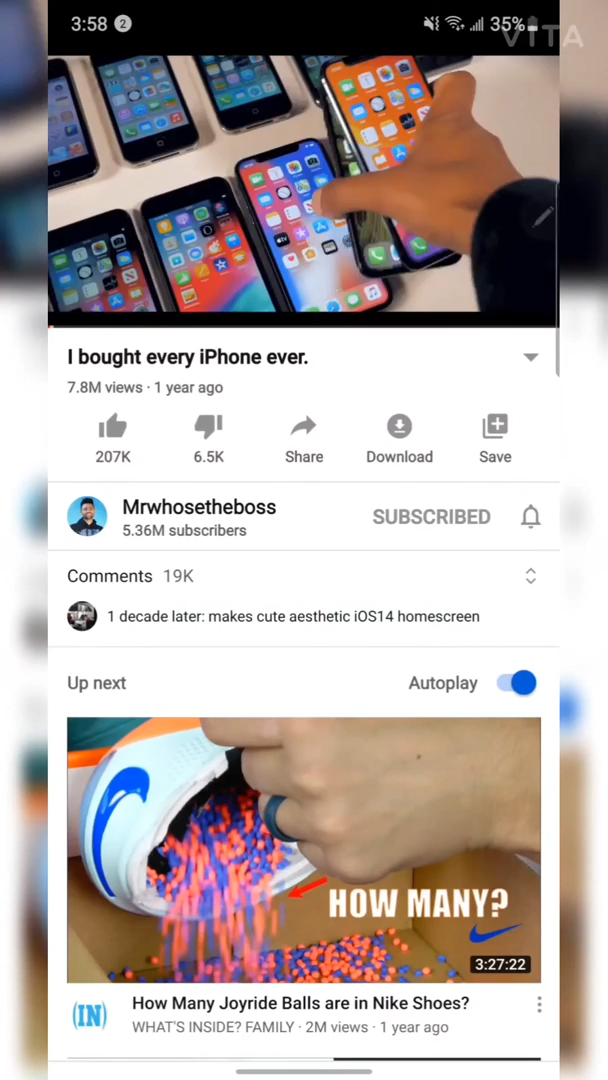 3:58 2 35%
VITA
I bought every iPhone ever.
7.8M views · 1 year ago
207K 6.5K Share Download Save
Mrwhosetheboss
5.36M subscribers
SUBSCRIBED
Comments 19K
1 decade later: makes cute aesthetic iOS14 homescreen
Up next Autoplay
HOW MANY?
3:27:22
(IN)
How Many Joyride Balls are in Nike Shoes?
WHAT'S INSIDE? FAMILY · 2M views · 1 year ago